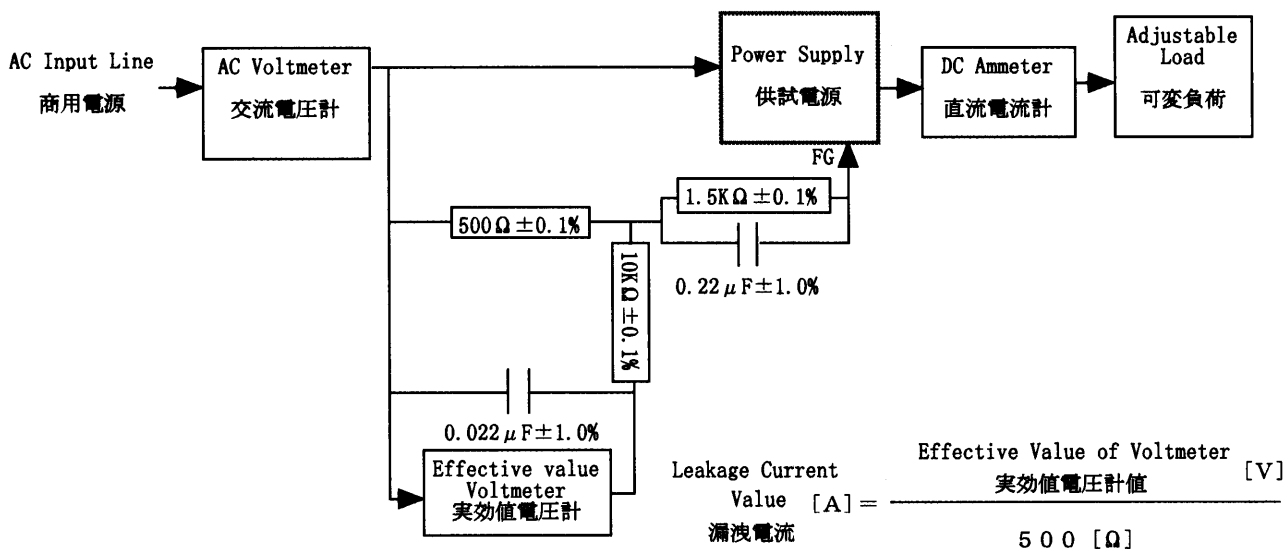 AC Input Line
商用電源
AC Voltmeter
交流電圧計
Power Supply
供試電源
DC Ammeter
直流電流計
Adjustable
Load
可変負荷
FG
1.5KΩ±0.1%
500Ω±0.1%
10KΩ±0.1%
0.22μF±1.0%
0.022μF±1.0%
Effective value
Voltmeter
実効値電圧計
Leakage Current
Value [A]=
漏洩電流
Effective Value of Voltmeter
実効値電圧計値 [V]
500 [Ω]